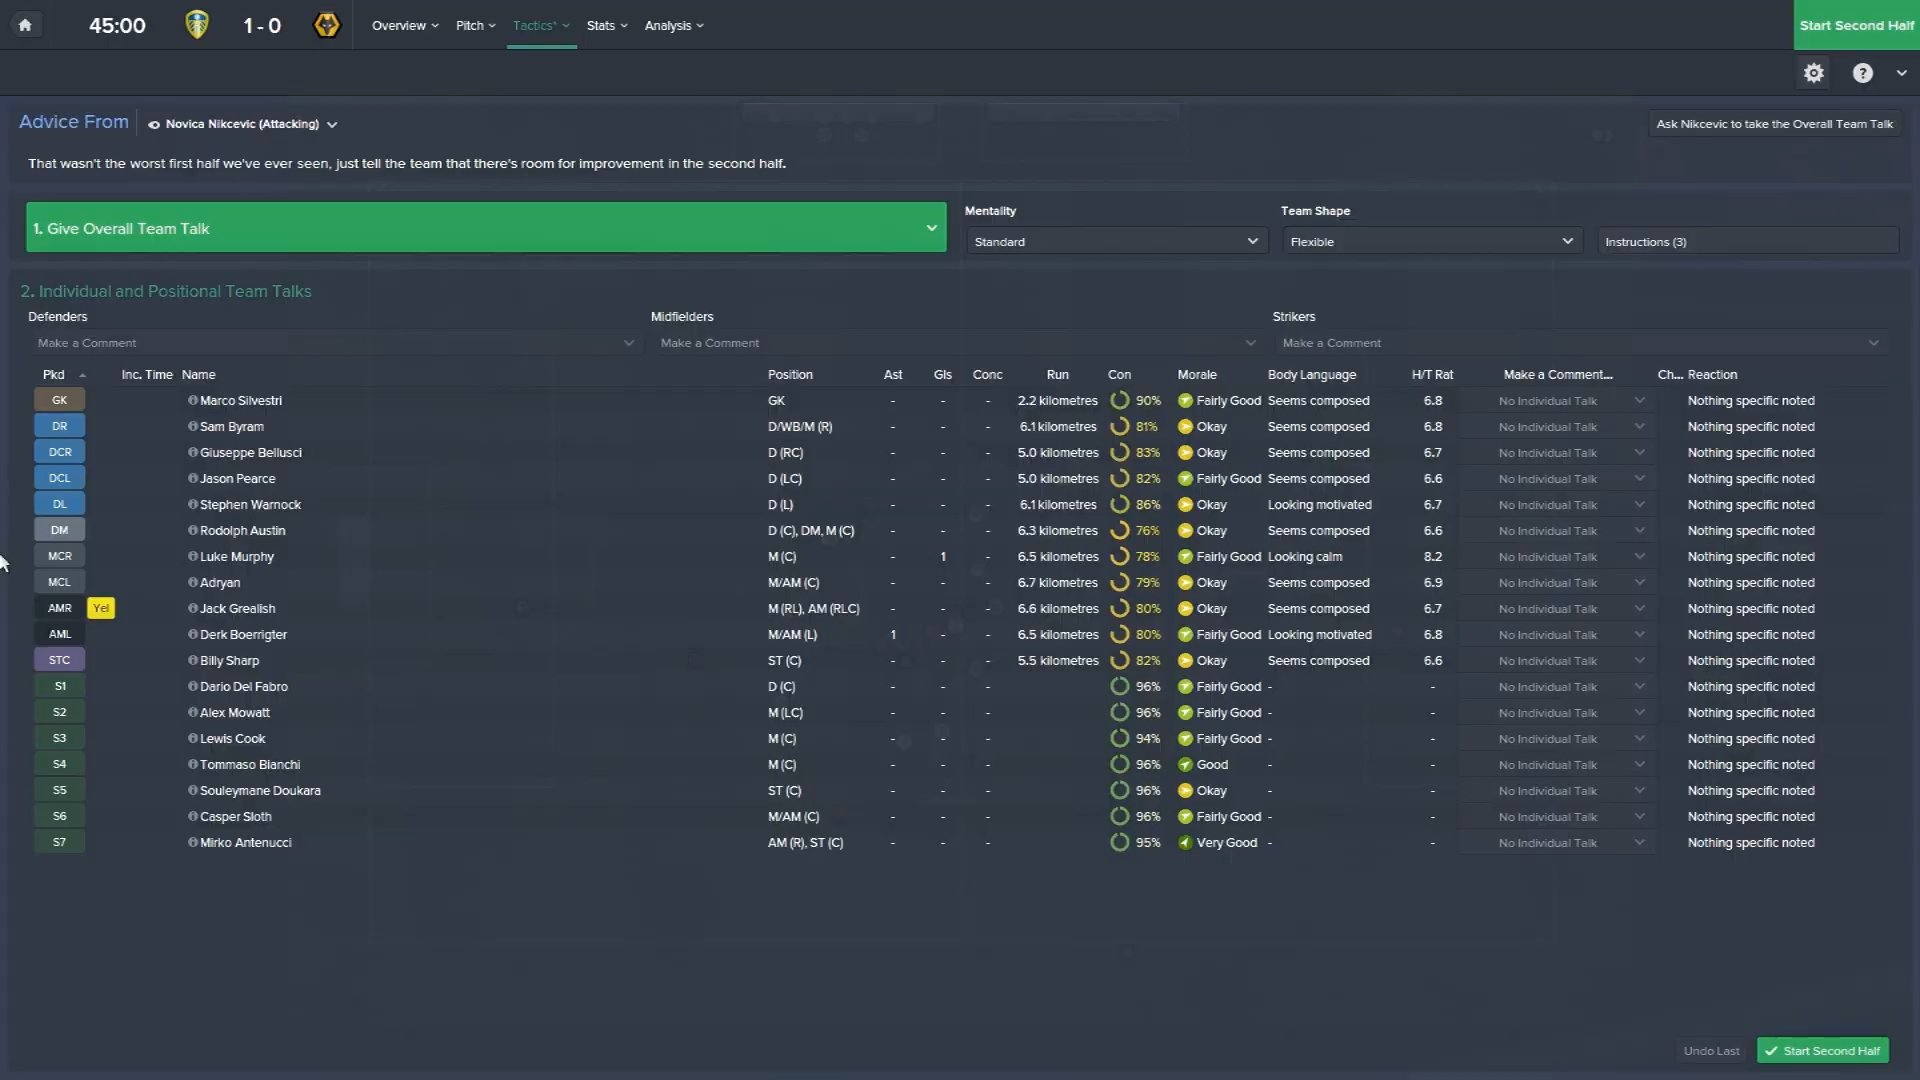 45:00 1 - 0 Overview Pitch Tactics* Stats Analysis Start Second Half
?
Advice From Novica Nikcevic (Attacking) Ask Nikcevic to take the Overall Team Talk
That wasn't the worst first half we've ever seen, just tell the team that there's room for improvement in the second half.
Mentality Team Shape
1. Give Overall Team Talk Standard Flexible Instructions (3)
2. Individual and Positional Team Talks
Defenders Midfielders Strikers
Make a Comment Make a Comment Make a Comment
Pkd Inc. Time Name Position Ast Gls Conc Run Con Morale Body Language H/T Rat Make a Comment... Ch... Reaction
GK Marco Silvestri GK - - - 2.2 kilometres 90% Fairly Good Seems composed 6.8 No Individual Talk Nothing specific noted
DR Sam Byram D/WB/M (R) - - - 6.1 kilometres 81% Okay Seems composed 6.8 No Individual Talk Nothing specific noted
DCR Giuseppe Bellusci D (RC) - - - 5.0 kilometres 83% Okay Seems composed 6.7 No Individual Talk Nothing specific noted
DCL Jason Pearce D (LC) - - - 5.0 kilometres 82% Fairly Good Seems composed 6.6 No Individual Talk Nothing specific noted
DL Stephen Warnock D (L) - - - 6.1 kilometres 86% Okay Looking motivated 6.7 No Individual Talk Nothing specific noted
DM Rodolph Austin D (C), DM, M (C) - - - 6.3 kilometres 76% Okay Seems composed 6.6 No Individual Talk Nothing specific noted
MCR Luke Murphy M (C) - 1 - 6.5 kilometres 78% Fairly Good Looking calm 8.2 No Individual Talk Nothing specific noted
MCL Adryan M/AM (C) - - - 6.7 kilometres 79% Okay Seems composed 6.9 No Individual Talk Nothing specific noted
AMR Yel Jack Grealish M (RL), AM (RLC) - - - 6.6 kilometres 80% Okay Seems composed 6.7 No Individual Talk Nothing specific noted
AML Derk Boerrigter M/AM (L) 1 - - 6.5 kilometres 80% Fairly Good Looking motivated 6.8 No Individual Talk Nothing specific noted
STC Billy Sharp ST (C) - - - 5.5 kilometres 82% Okay Seems composed 6.6 No Individual Talk Nothing specific noted
S1 Dario Del Fabro D (C) - - - 96% Fairly Good - - No Individual Talk Nothing specific noted
S2 Alex Mowatt M (LC) - - - 96% Fairly Good - - No Individual Talk Nothing specific noted
S3 Lewis Cook M (C) - - - 94% Fairly Good - - No Individual Talk Nothing specific noted
S4 Tommaso Bianchi M (C) - - - 96% Good - - No Individual Talk Nothing specific noted
S5 Souleymane Doukara ST (C) - - - 96% Okay - - No Individual Talk Nothing specific noted
S6 Casper Sloth M/AM (C) - - - 96% Fairly Good - - No Individual Talk Nothing specific noted
S7 Mirko Antenucci AM (R), ST (C) - - - 95% Very Good - - No Individual Talk Nothing specific noted
Undo Last Start Second Half